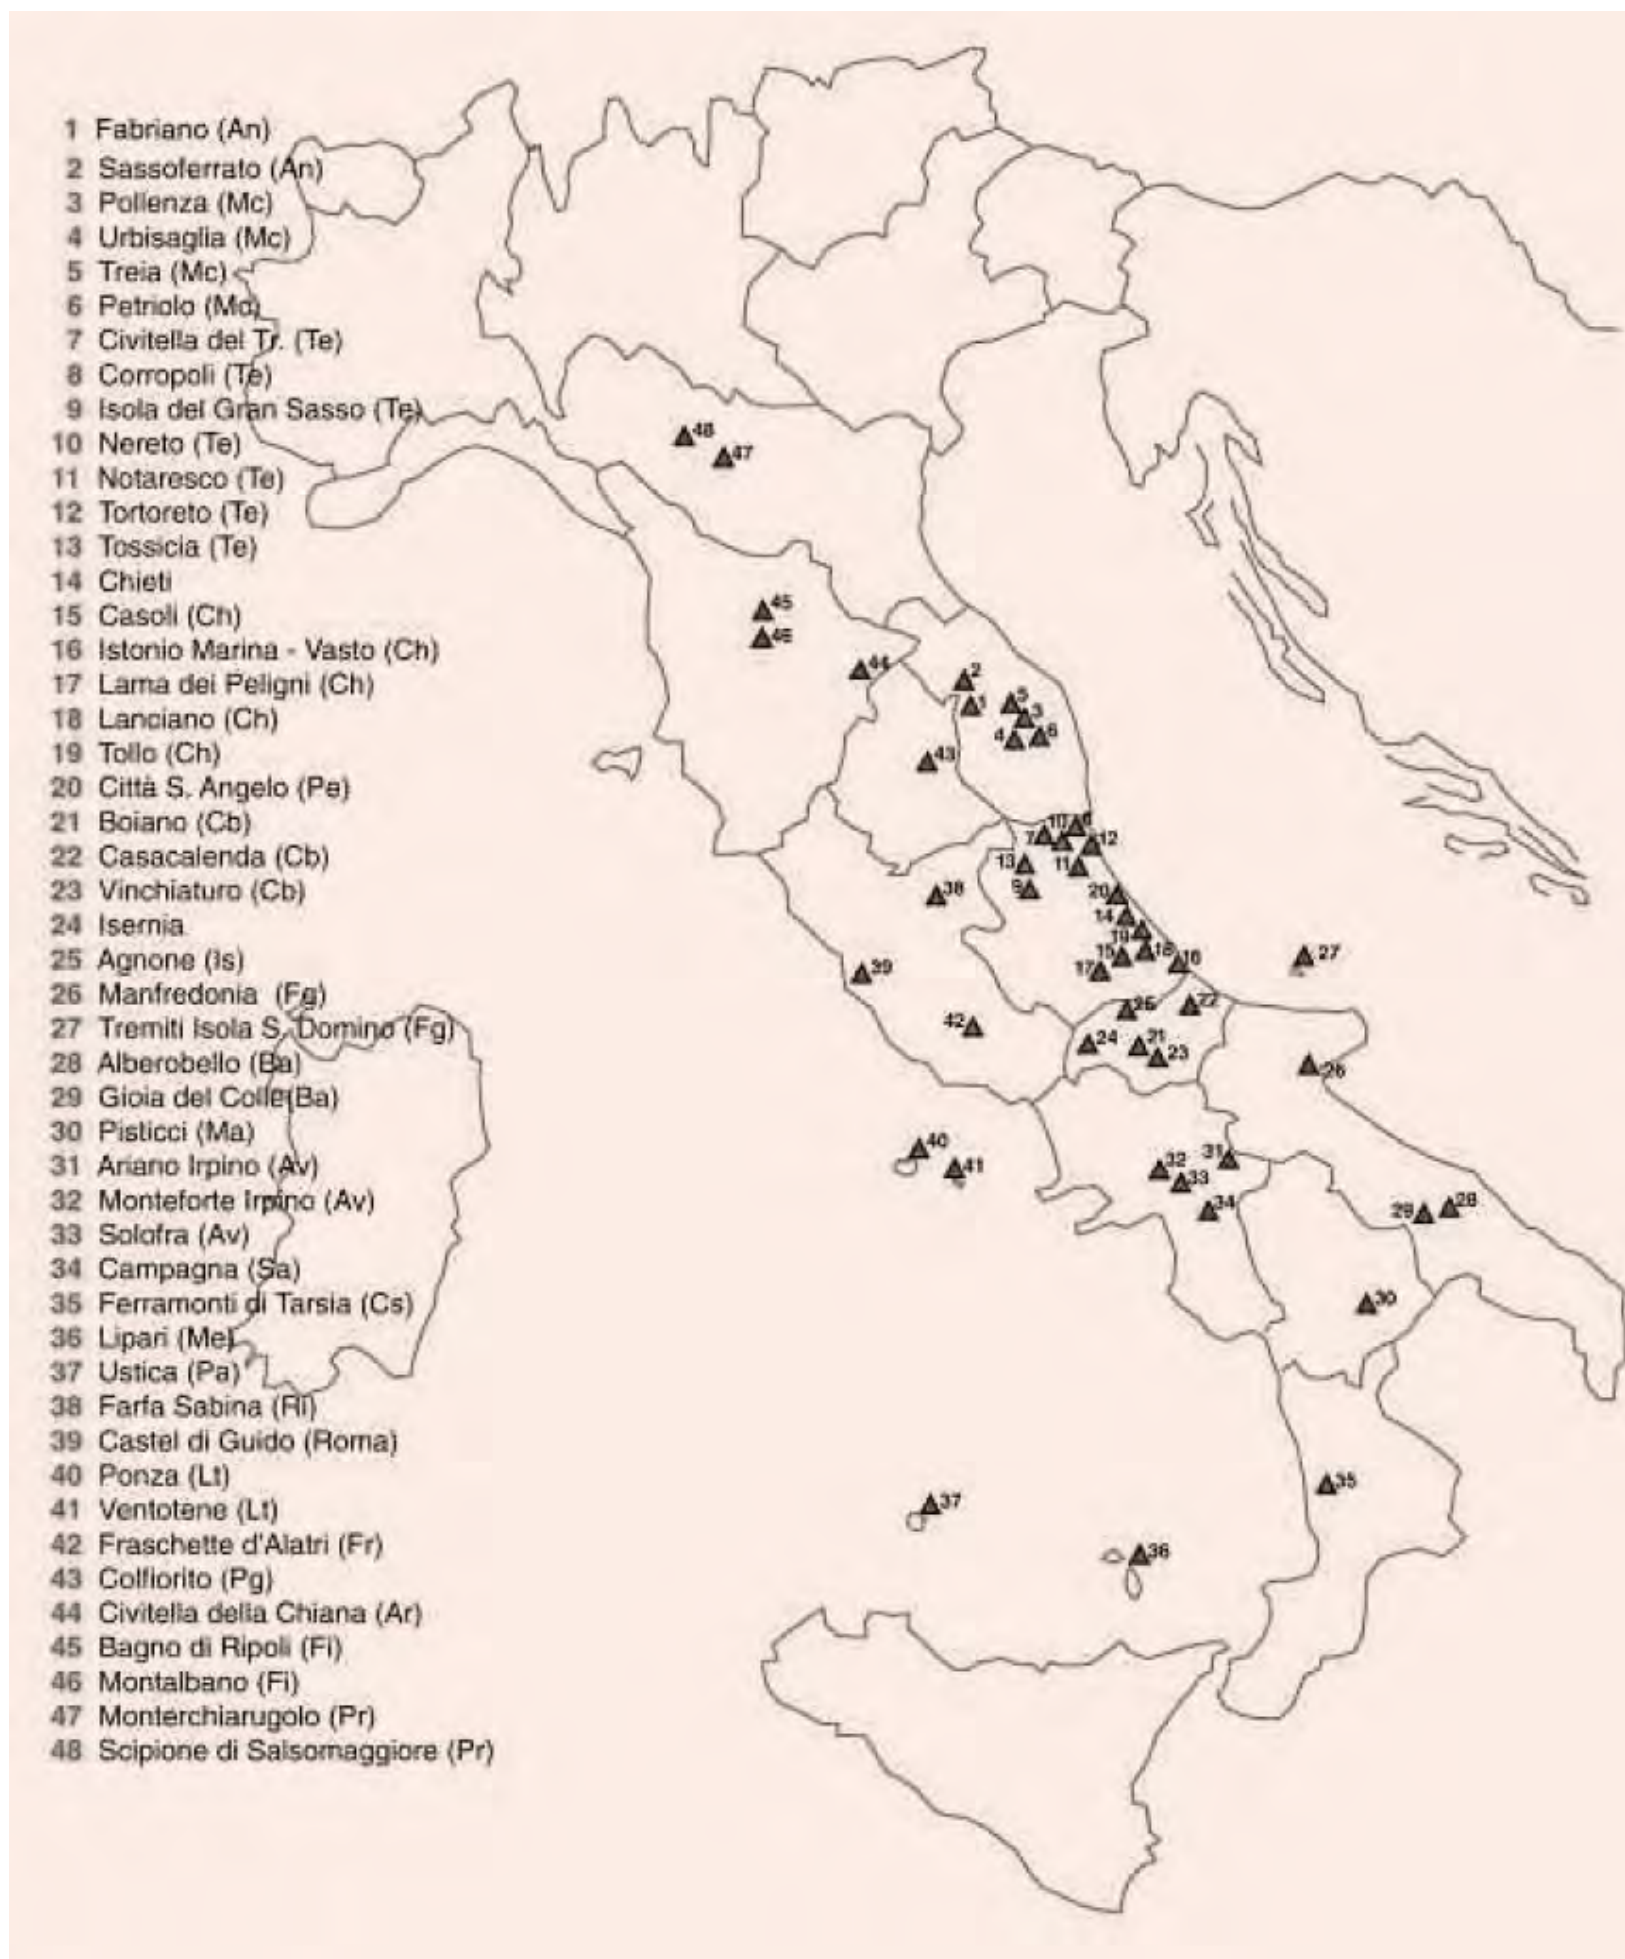 1 Fabriano (An)
2 Sassoferrato (An)
3 Pollenza (Mc)
4 Urbisaglia (Mc)
5 Treia (Mc)
6 Petriolo (Mc)
7 Civitella del Tr. (Te)
8 Corropoli (Te)
9 Isola del Gran Sasso (Te)
10 Nereto (Te)
11 Notaresco (Te)
12 Tortoreto (Te)
13 Tossicia (Te)
14 Chieti
15 Casoli (Ch)
16 Istonio Marina - Vasto (Ch)
17 Lama dei Peligni (Ch)
18 Lanciano (Ch)
19 Tollo (Ch)
20 Città S. Angelo (Pe)
21 Boiano (Cb)
22 Casacalenda (Cb)
23 Vinchiaturo (Cb)
24 Isernia
25 Agnone (Is)
26 Manfredonia (Fg)
27 Tremiti Isola S. Domino (Fg)
28 Alberobello (Ba)
29 Gioia del Colle(Ba)
30 Pisticci (Ma)
31 Ariano Irpino (Av)
32 Monteforte Irpino (Av)
33 Solofra (Av)
34 Campagna (Sa)
35 Ferramonti di Tarsia (Cs)
36 Lipari (Me)
37 Ustica (Pa)
38 Farfa Sabina (Ri)
39 Castel di Guido (Roma)
40 Ponza (Lt)
41 Ventotene (Lt)
42 Fraschette d'Alatri (Fr)
43 Colfiorito (Pg)
44 Civitella della Chiana (Ar)
45 Bagno di Ripoli (Fi)
46 Montalbano (Fi)
47 Monterchiarugolo (Pr)
48 Scipione di Salsomaggiore (Pr)
48
47
45
46
44
2
1
5
3
4
6
43
10
8
7
12
13
11
9
38
20
14
19
15
18
16
17
27
39
25
22
42
24
21
23
26
40
41
32
31
33
34
29
28
30
35
37
36